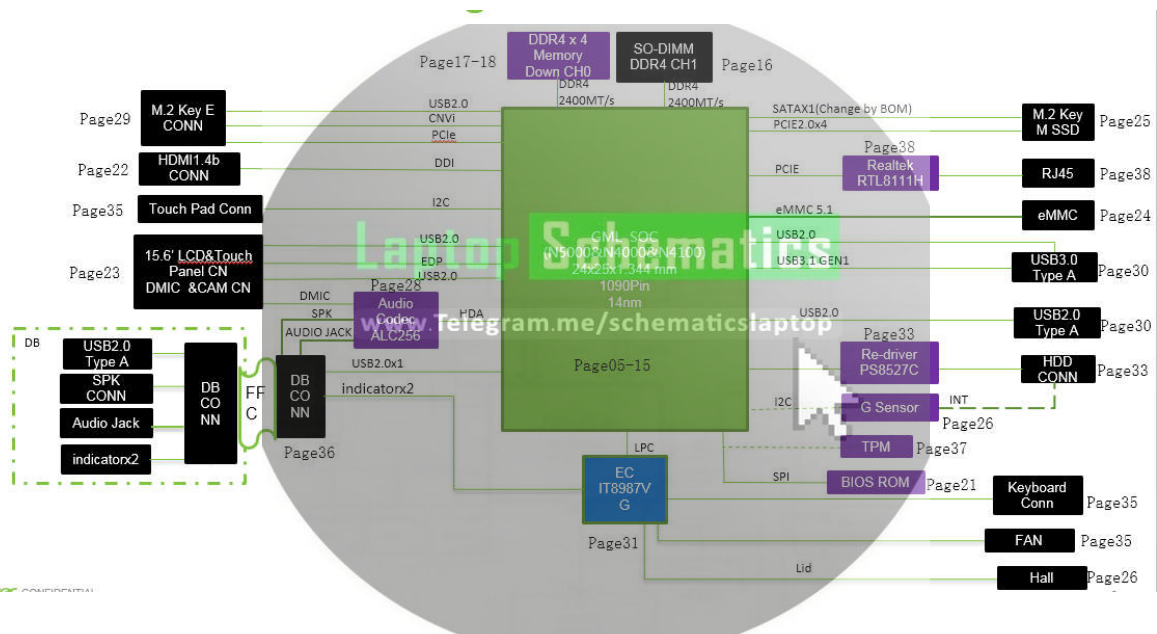 DDR4 x 4
Memory
Down CH0
Page17-18
SO-DIMM
DDR4 CH1
Page16
DDR4
2400MT/s
DDR4
2400MT/s
M.2 Key E
CONN
Page29
USB2.0
CNVi
PCIe
HDMI1.4b
CONN
Page22
DDI
Touch Pad Conn
Page35
I2C
15.6' LCD&Touch
Panel CN
DMIC &CAM CN
Page23
USB2.0
EDP
USB2.0
Page28
DMIC
SPK
AUDIO JACK
Audio
Codec
ALC256
HDA
USB2.0x1
indicatorx2
DB
USB2.0
Type A
SPK
CONN
Audio Jack
indicatorx2
DB
CO
NN
FF
C
DB
CO
NN
Page36
GML SOC
(N5000&N4000&N4100)
24x25x1.344 mm
1090Pin
14nm
Page05-15
Laptop Schematics
www.Telegram.me/schematicslaptop
SATAX1(Change by BOM)
PCIE2.0x4
M.2 Key
M SSD
Page25
Page38
PCIE
Realtek
RTL8111H
RJ45
Page38
eMMC 5.1
eMMC
Page24
USB2.0
USB3.1 GEN1
USB3.0
Type A
Page30
USB2.0
USB2.0
Type A
Page30
Page33
Re-driver
PS8527C
HDD
CONN
Page33
I2C
G Sensor
INT
Page26
TPM
Page37
LPC
SPI
BIOS ROM
Page21
EC
IT8987V
G
Page31
Keyboard
Conn
Page35
FAN
Page35
Lid
Hall
Page26
CONFIDENTIAL